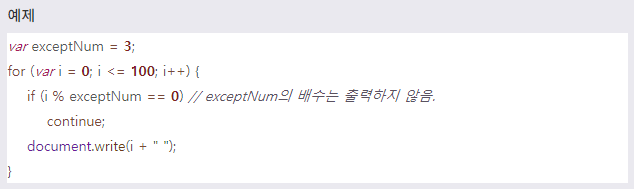 예제
var exceptNum = 3;
for (var i = 0; i <= 100; i++) {
if (i % exceptNum == 0) // exceptNum의 배수는 출력하지 않음.
continue;
document.write(i + " ");
}